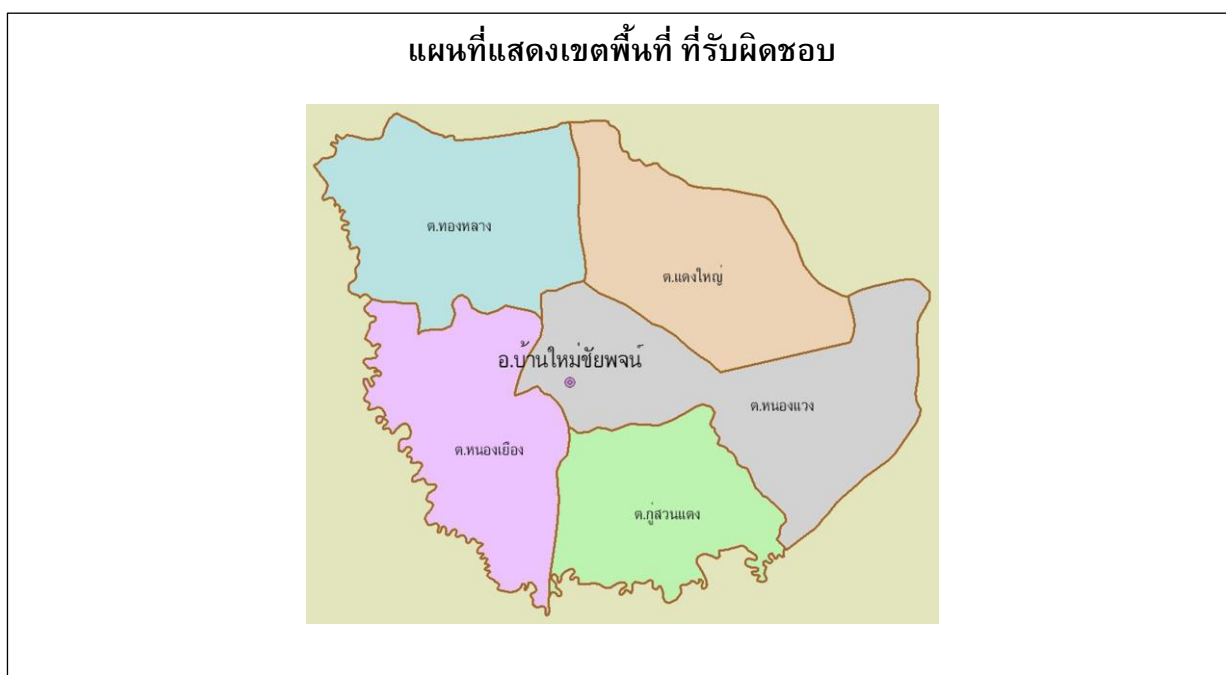 แผนที่แสดงเขตพื้นที่ ที่รับผิดชอบ
ต.ทองหลาง
ต.แดงใหญ่
อ.บ้านใหม่ชัยพจน์
ต.หนองแวง
ต.หนองเยือง
ต.กู่สวนแตง